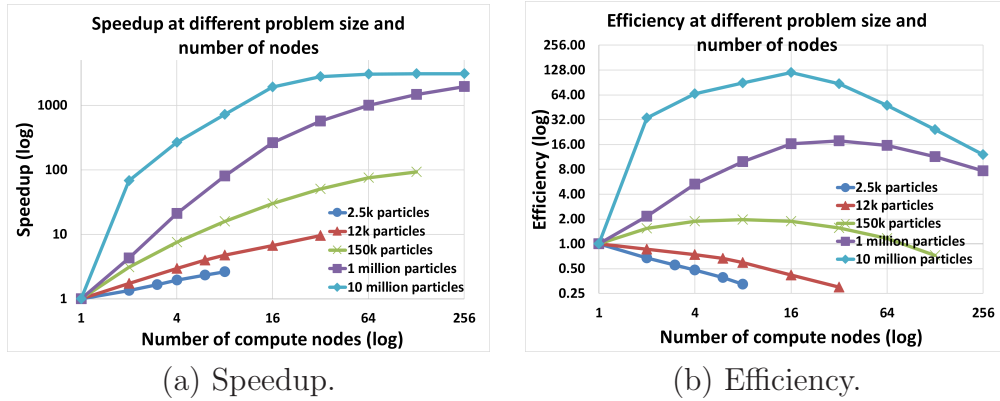 Speedup at different problem size and
number of nodes
Speedup (log)
1000
100
10
1
1
4
16
64
256
2.5k particles
12k particles
150k particles
1 million particles
10 million particles
Number of compute nodes (log)
(a) Speedup.
Efficiency at different problem size and
number of nodes
Efficiency (log)
256.00
128.00
64.00
32.00
16.00
8.00
4.00
2.00
1.00
0.50
0.25
1
4
16
64
256
2.5k particles
12k particles
150k particles
1 million particles
10 million particles
Number of compute nodes (log)
(b) Efficiency.